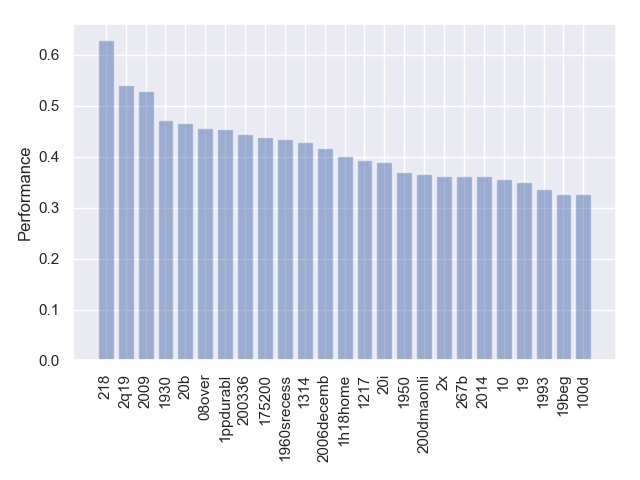 0.6
0.5
0.4
0.3
0.2
0.1
0.0
Performance
218
2q19
2009
1930
20b
08over
1ppdurabl
200336
175200
1960srecess
1314
2006decemb
1h18home
1217
20i
1950
200dmaonli
2x
267b
2014
10
19
1993
19beg
100d